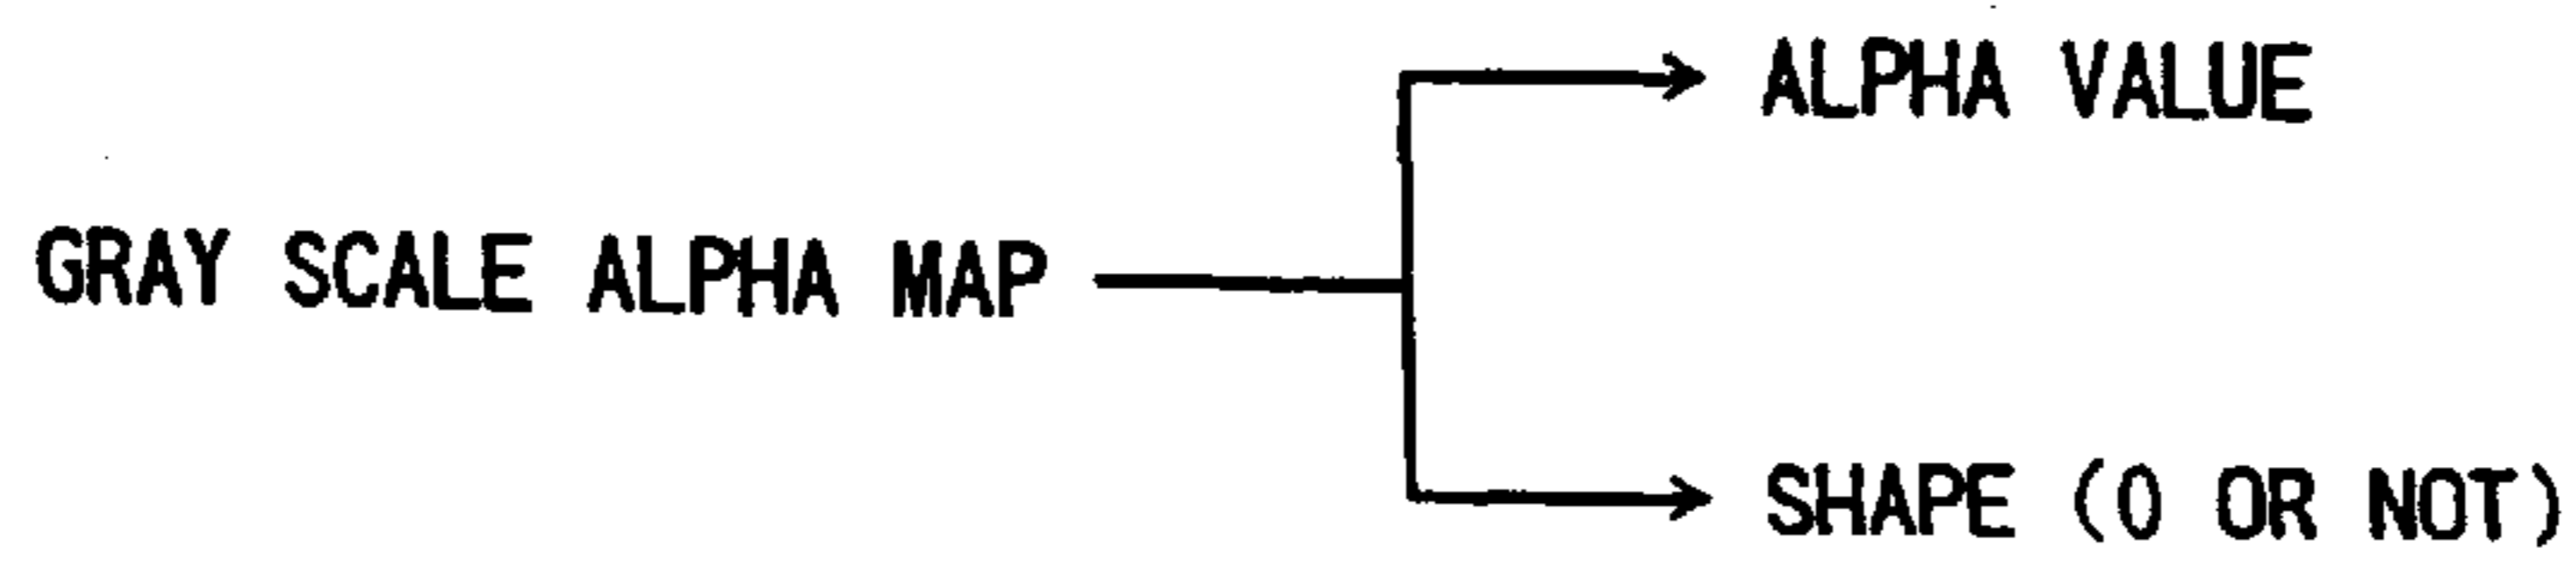 ALPHA VALUE
GRAY SCALE ALPHA MAP
SHAPE (0 OR NOT)